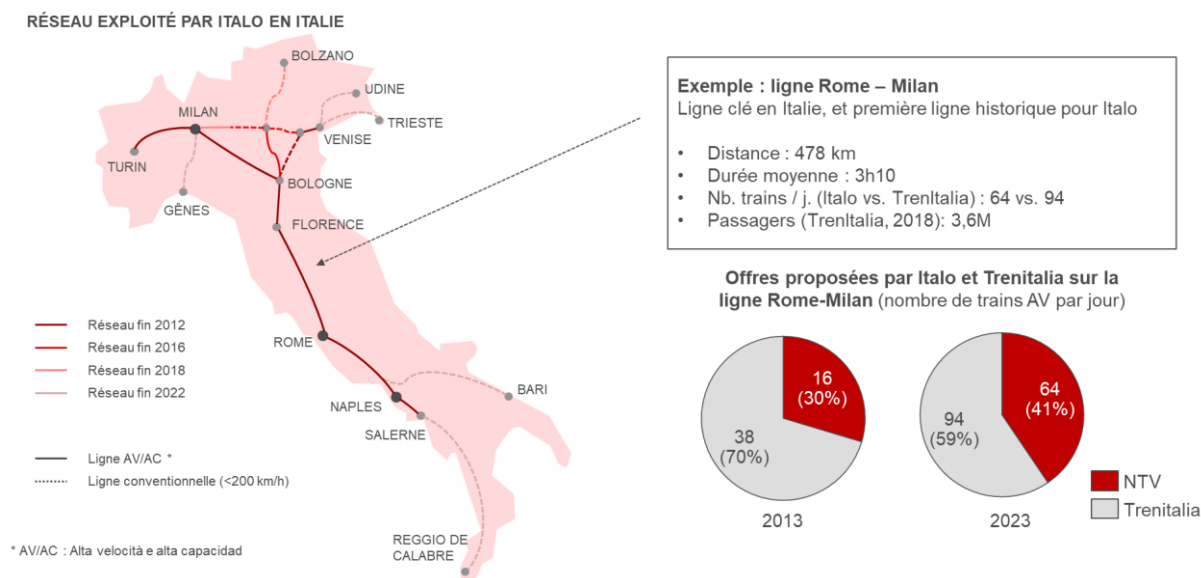 RÉSEAU EXPLOITÉ PAR ITALO EN ITALIE
BOLZANO
UDINE
MILAN
TRIESTE
VENISE
TURIN
BOLOGNE
GÊNES
FLORENCE
ROME
BARI
NAPLES
SALERNE
REGGIO DE
CALABRE
Réseau fin 2012
Réseau fin 2016
Réseau fin 2018
Réseau fin 2022
Ligne AV/AC *
Ligne conventionnelle (<200 km/h)
* AV/AC : Alta velocità e alta capacidad
Exemple : ligne Rome – Milan
Ligne clé en Italie, et première ligne historique pour Italo
• Distance : 478 km
• Durée moyenne : 3h10
• Nb. trains / j. (Italo vs. TrenItalia) : 64 vs. 94
• Passagers (TrenItalia, 2018): 3,6M
Offres proposées par Italo et Trenitalia sur la
ligne Rome-Milan (nombre de trains AV par jour)
16
(30%)
38
(70%)
2013
64
(41%)
94
(59%)
2023
NTV
Trenitalia